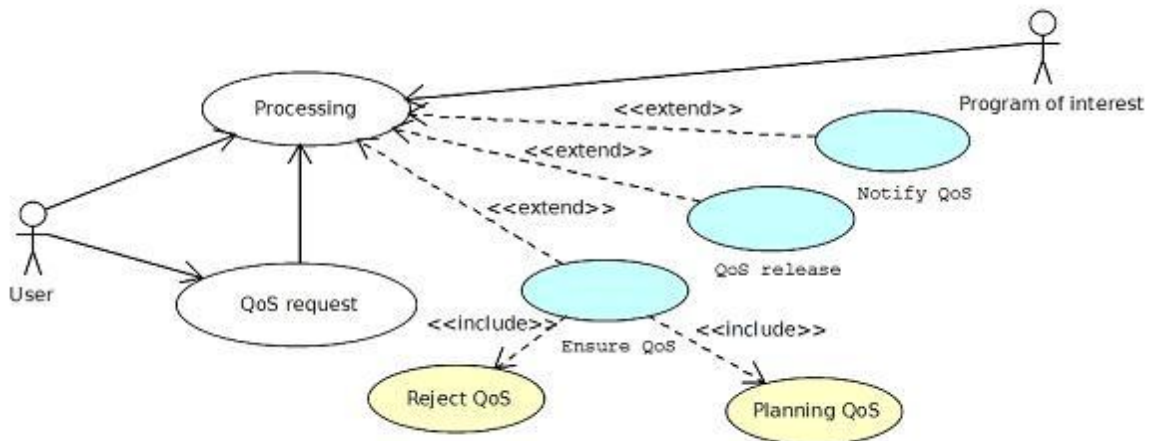 Processing
<<extend>>
Program of interest
<<extend>>
Notify QoS
<<extend>>
QoS release
User
QoS request
<<include>>
Ensure QoS
<<include>>
Reject QoS
Planning QoS